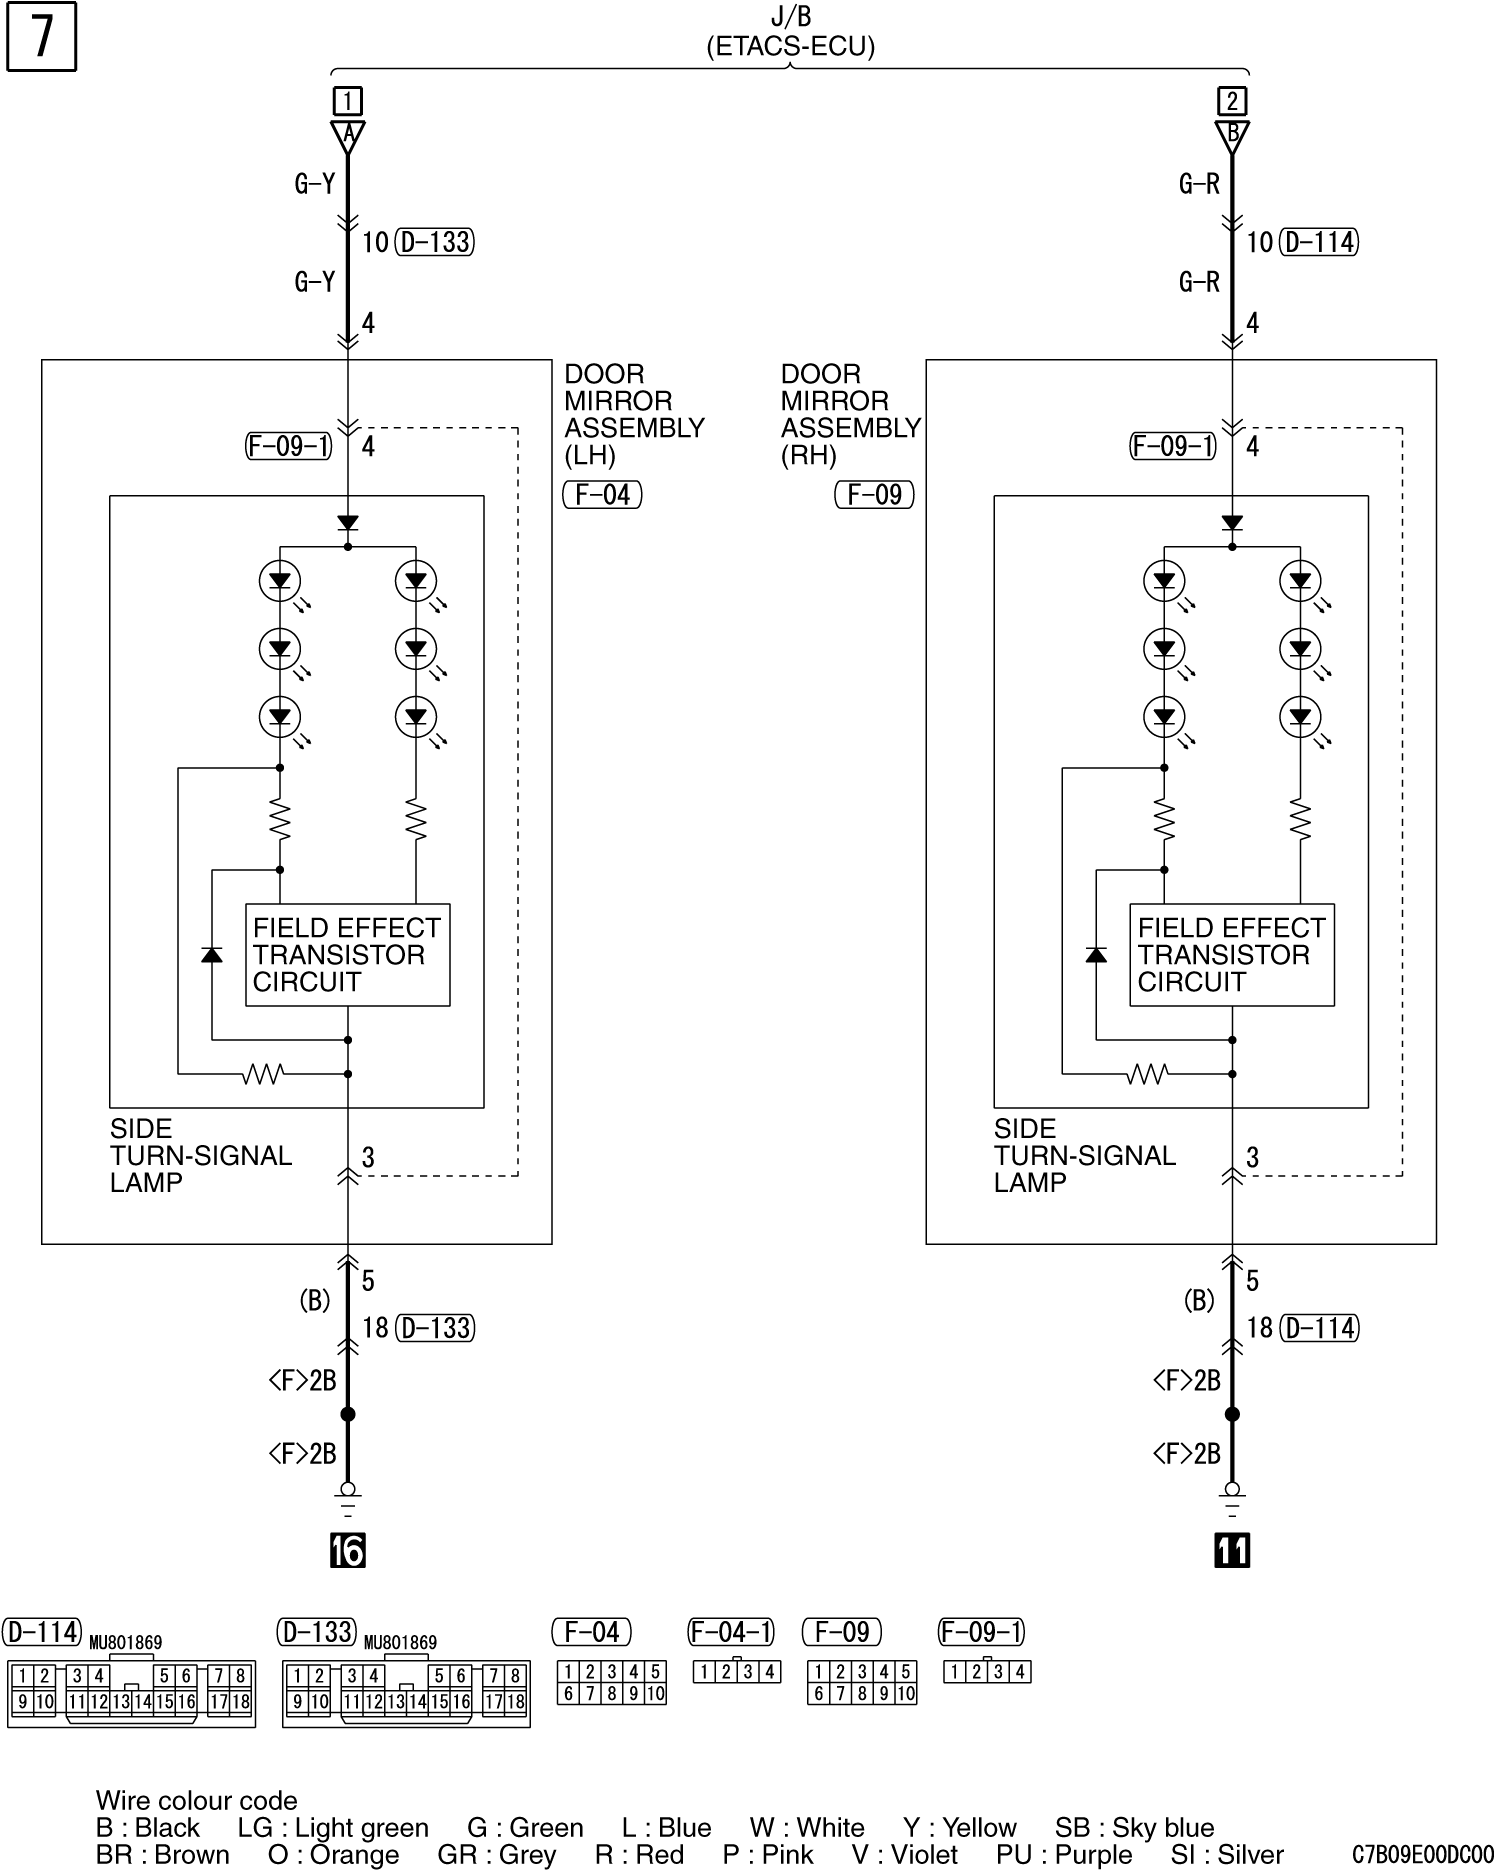 7
J/B
(ETACS-ECU)
1
2
A
B
G-Y
G-R
10 (D-133)
10 (D-114)
G-Y
G-R
4
4
DOOR
MIRROR
ASSEMBLY
(LH)
F-04
DOOR
MIRROR
ASSEMBLY
(RH)
F-09
F-09-1
4
F-09-1
4
FIELD EFFECT
TRANSISTOR
CIRCUIT
FIELD EFFECT
TRANSISTOR
CIRCUIT
SIDE
TURN-SIGNAL
LAMP
3
SIDE
TURN-SIGNAL
LAMP
3
5
5
(B)
(B)
18 (D-133)
18 (D-114)
<F>2B
<F>2B
<F>2B
<F>2B
16
11
D-114 MU801869
1 2 3 4 5 6 7 8
9 10 11 12 13 14 15 16 17 18
D-133 MU801869
1 2 3 4 5 6 7 8
9 10 11 12 13 14 15 16 17 18
F-04
1 2 3 4 5
6 7 8 9 10
F-04-1
1 2 3 4
F-09
1 2 3 4 5
6 7 8 9 10
F-09-1
1 2 3 4
Wire colour code
B : Black LG : Light green G : Green L : Blue W : White Y : Yellow SB : Sky blue
BR : Brown O : Orange GR : Grey R : Red P : Pink V : Violet PU : Purple SI : Silver
C7B09E00DC00